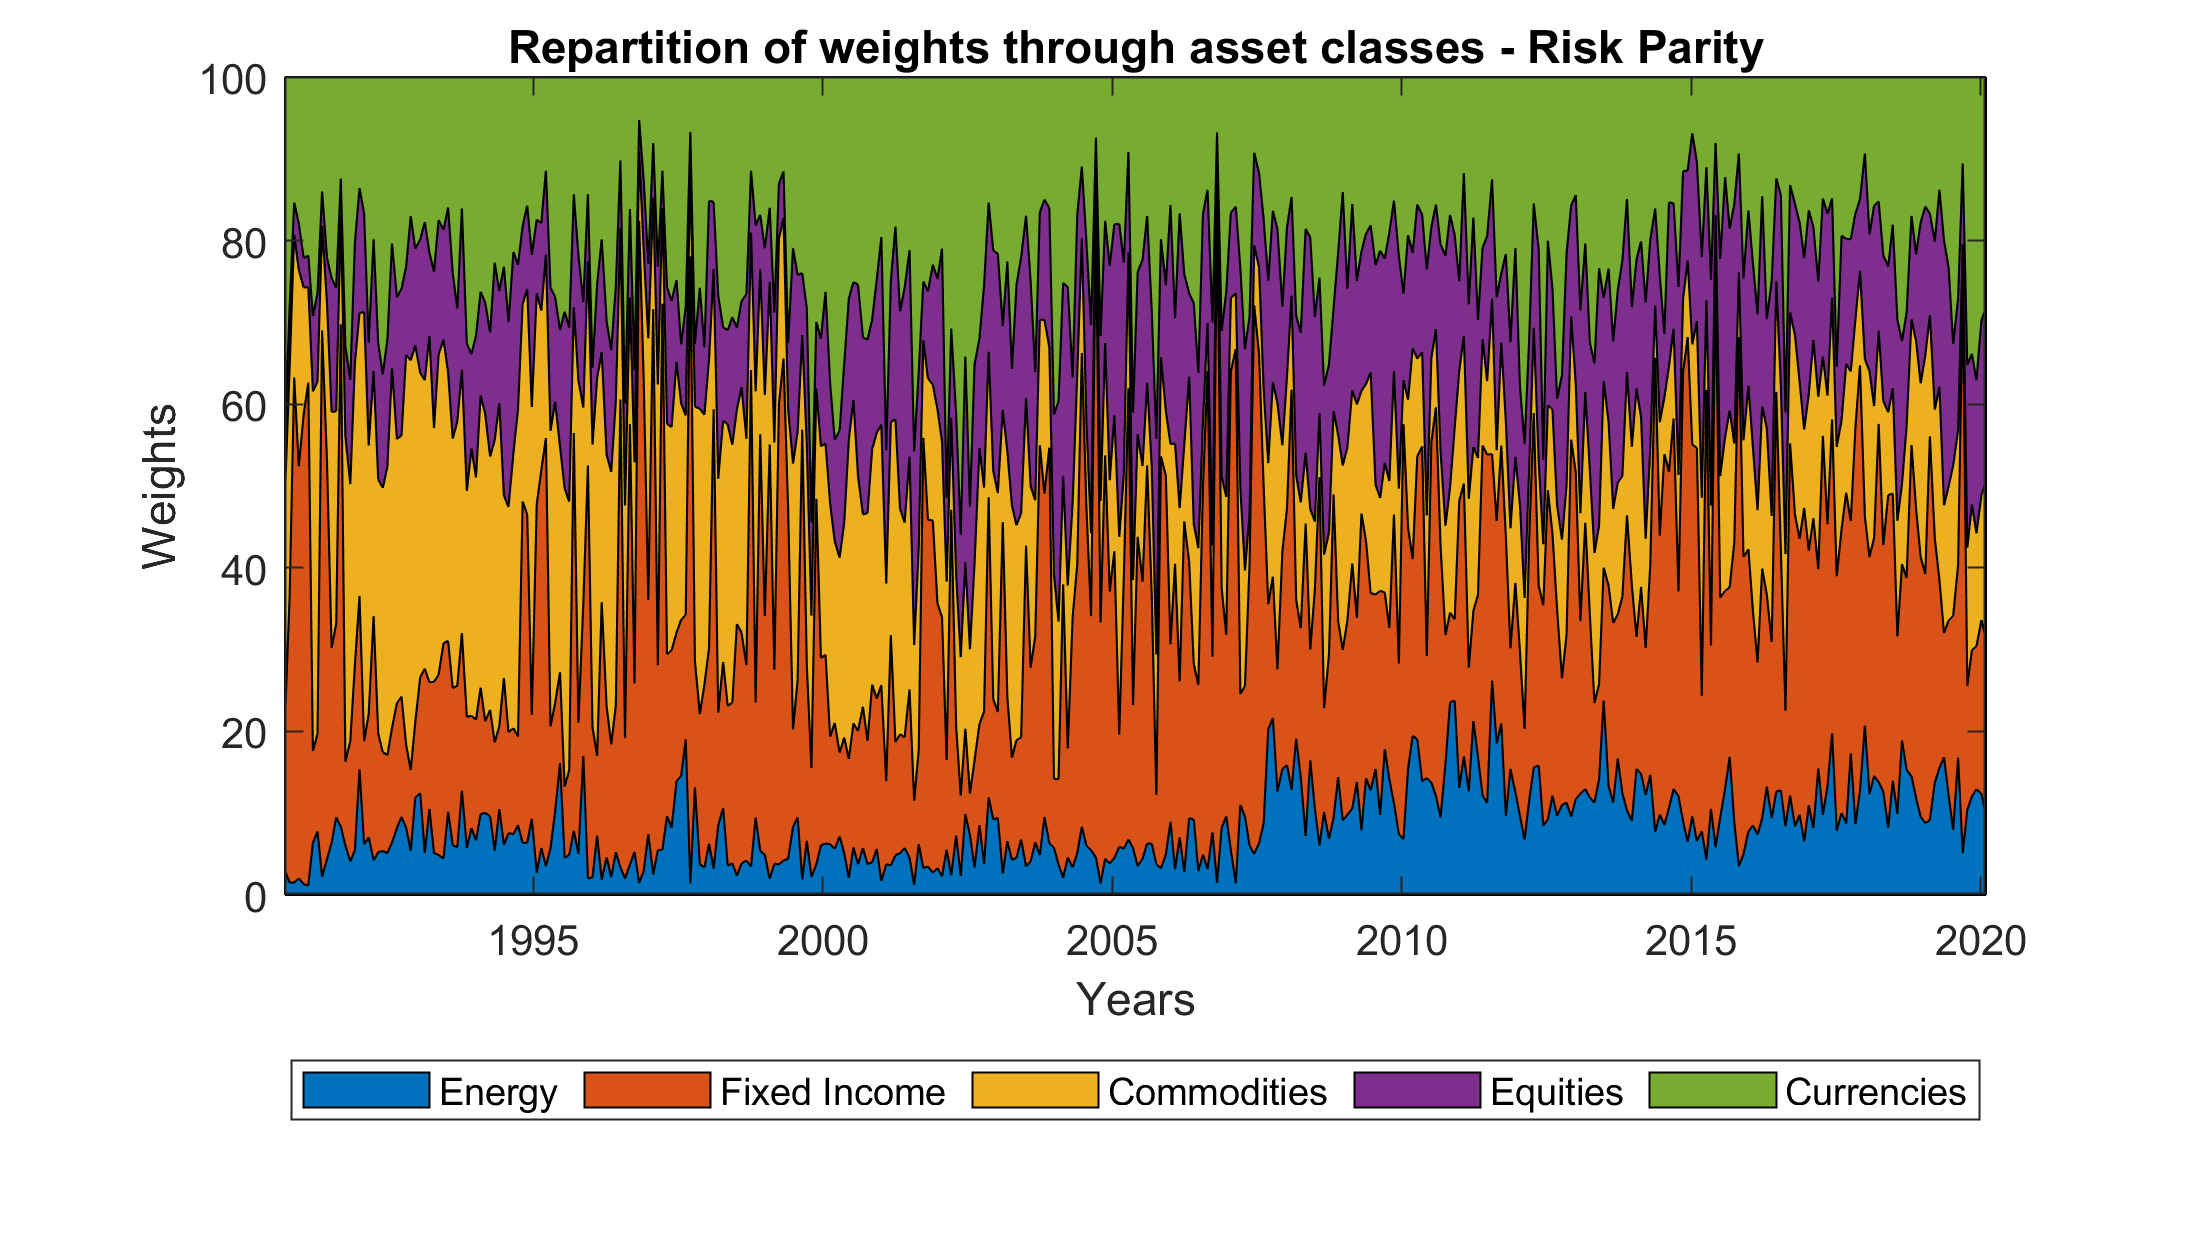 Repartition of weights through asset classes - Risk Parity
100
80
60
40
20
0
Weights
1995 2000 2005 2010 2015 2020
Years
Energy Fixed Income Commodities Equities Currencies